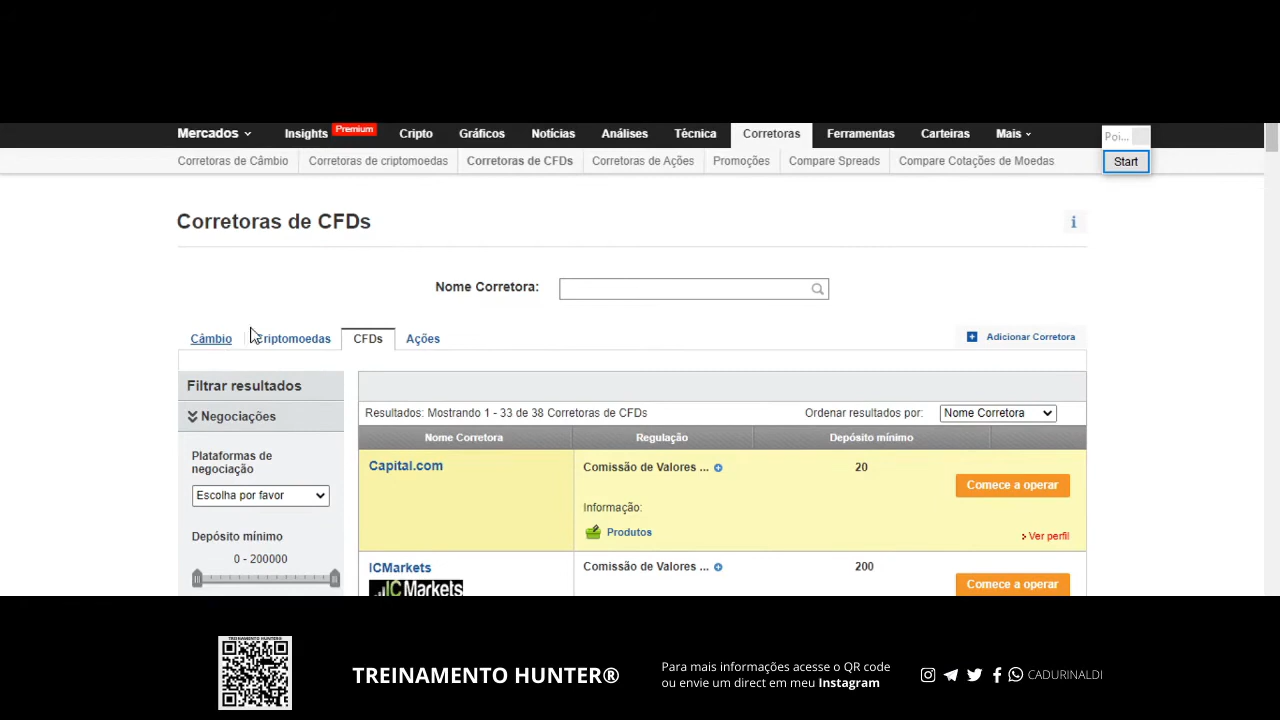 Mercados Insights Premium Cripto Gráficos Notícias Análises Técnica Corretoras Ferramentas Carteiras Mais Poi...
Corretoras de Câmbio Corretoras de criptomoedas Corretoras de CFDs Corretoras de Ações Promoções Compare Spreads Compare Cotações de Moedas Start
Corretoras de CFDs
Nome Corretora:
Câmbio Criptomoedas CFDs Ações Adicionar Corretora
Filtrar resultados
Negociações
Plataformas de
negociação
Escolha por favor
Depósito mínimo
0 - 200000
Resultados: Mostrando 1 - 33 de 38 Corretoras de CFDs Ordenar resultados por: Nome Corretora
Nome Corretora Regulação Depósito mínimo
Capital.com Comissão de Valores ... 20
Comece a operar
Informação:
Produtos
Ver perfil
ICMarkets Comissão de Valores ... 200
Comece a operar
IC Markets
TREINAMENTO HUNTER®
TREINAMENTO HUNTER®
Para mais informações acesse o QR code
ou envie um direct em meu Instagram
CADURINALDI